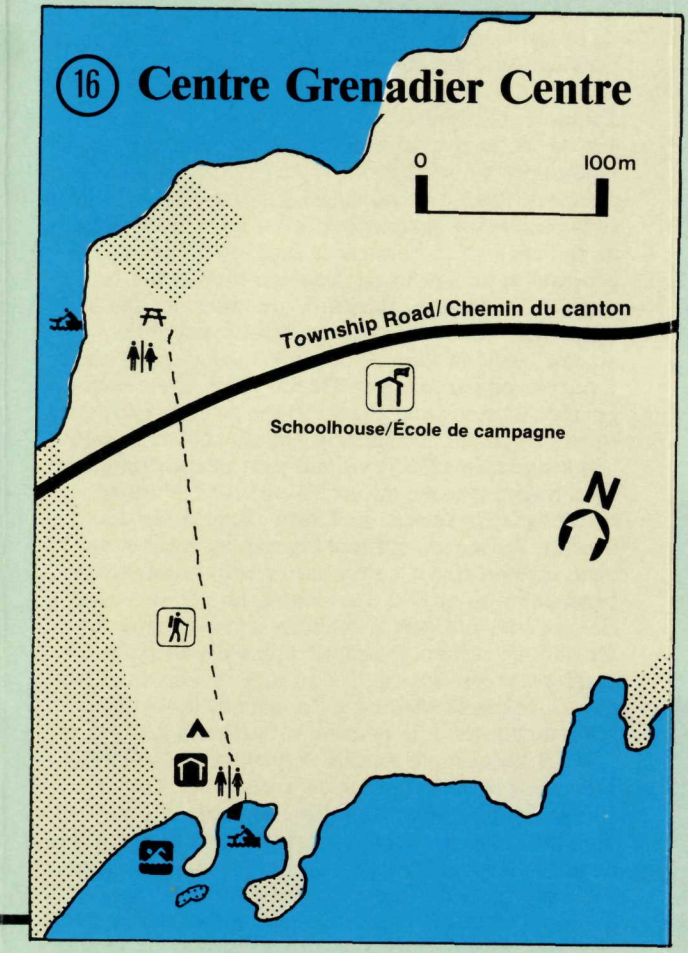 16 Centre Grenadier Centre
0 100m
Township Road/Chemin du canton
Schoolhouse/École de campagne
N